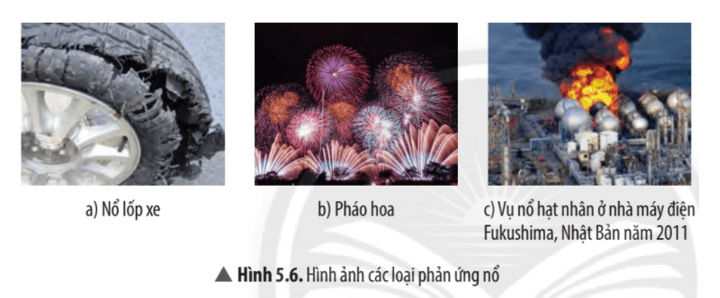 a) Nổ lốp xe
b) Pháo hoa
c) Vụ nổ hạt nhân ở nhà máy điện
Fukushima, Nhật Bản năm 2011
▲ Hình 5.6. Hình ảnh các loại phản ứng nổ